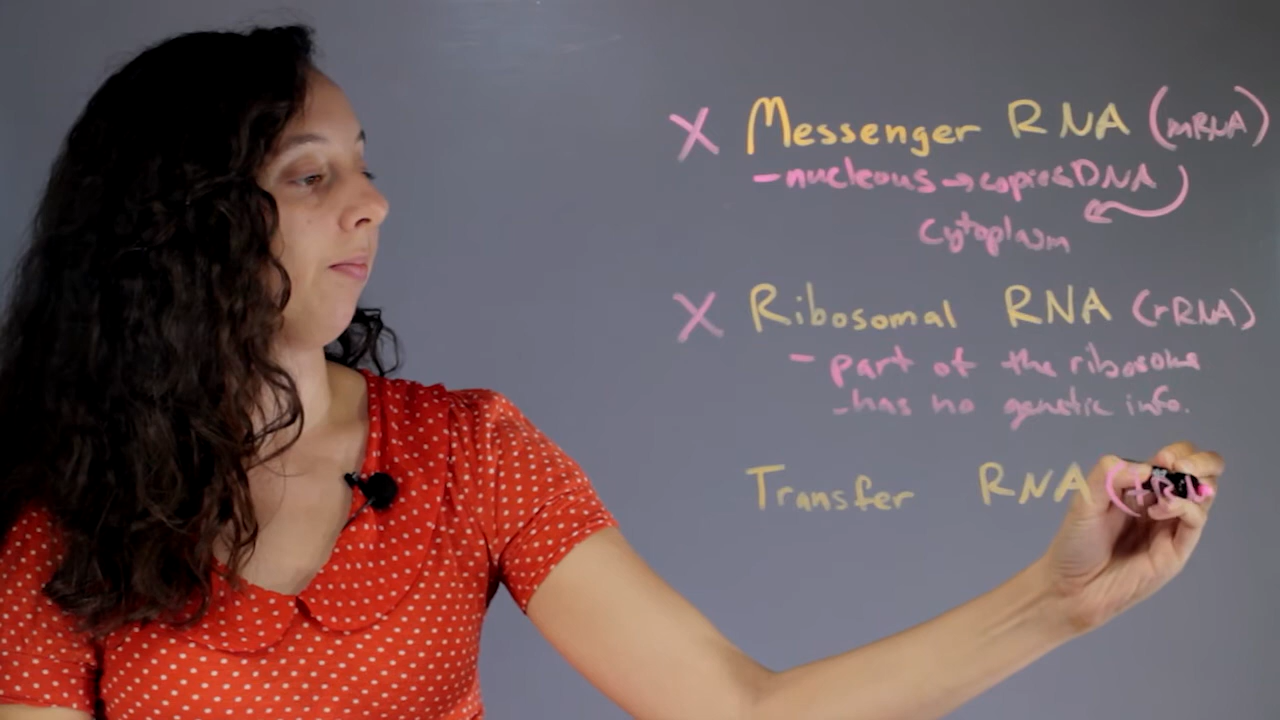 X Messenger RNA (mRNA)
- nucleous → copies DNA
cytoplasm
X Ribosomal RNA (rRNA)
- part of the ribosome
- has no genetic info.
Transfer RNA (tRN